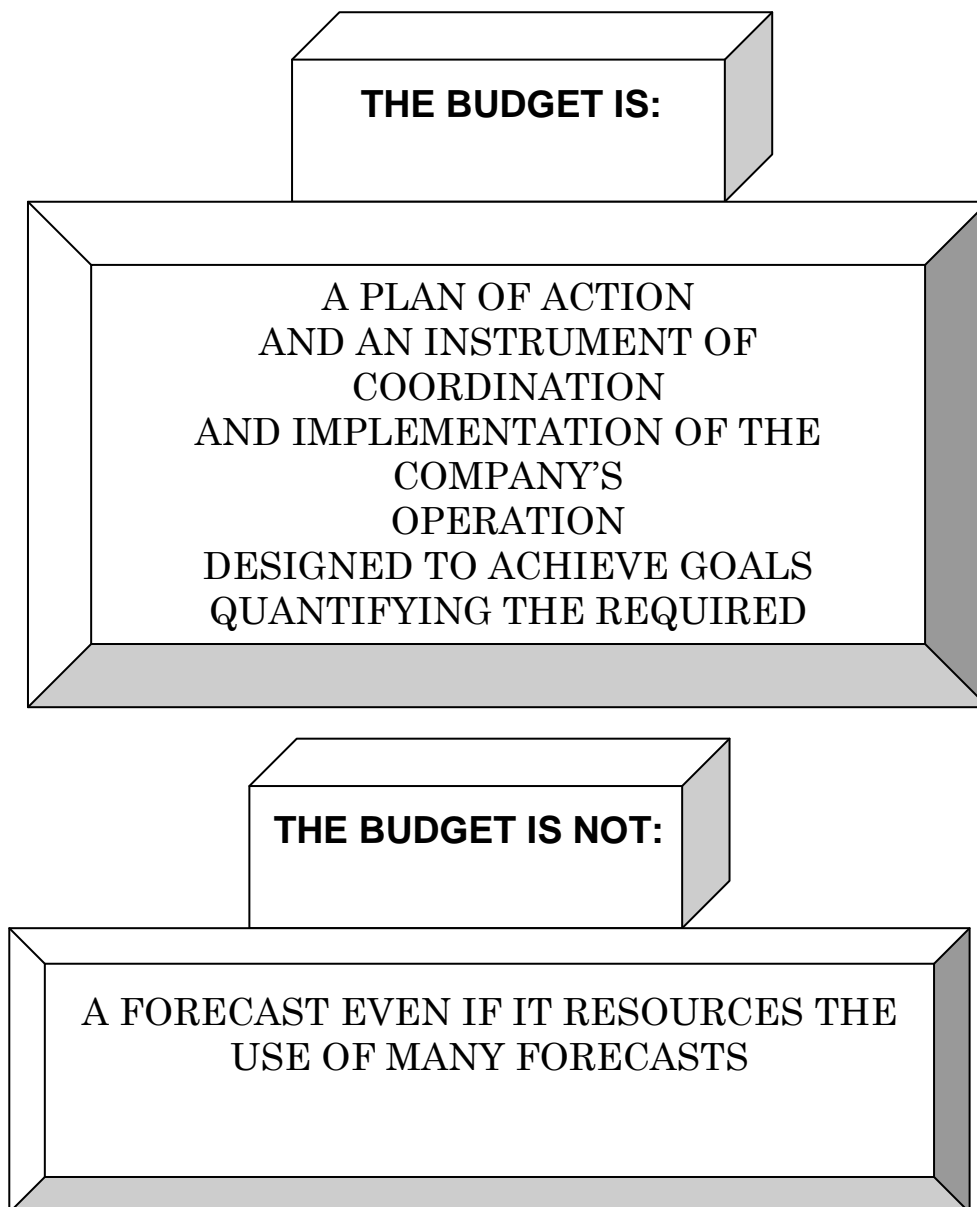 THE BUDGET IS:
A PLAN OF ACTION
AND AN INSTRUMENT OF
COORDINATION
AND IMPLEMENTATION OF THE
COMPANY’S
OPERATION
DESIGNED TO ACHIEVE GOALS
QUANTIFYING THE REQUIRED
THE BUDGET IS NOT:
A FORECAST EVEN IF IT RESOURCES THE
USE OF MANY FORECASTS